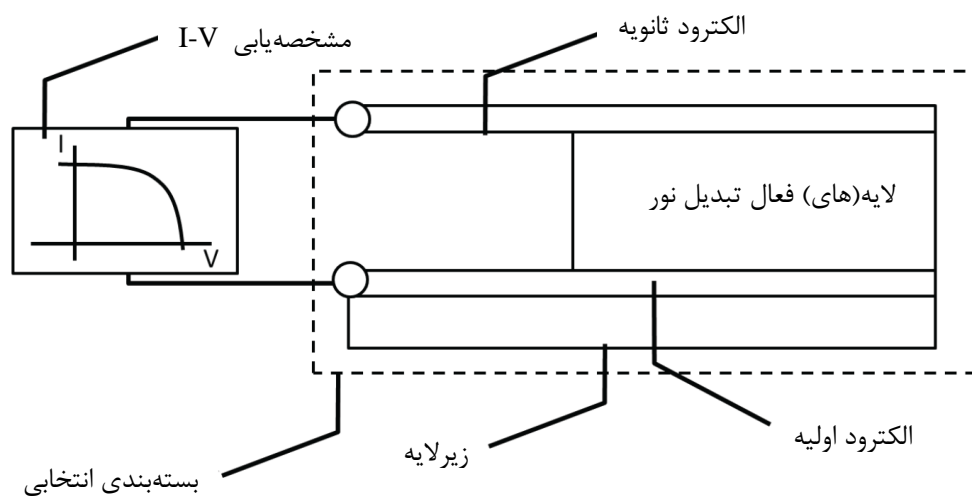 الکترود ثانویه
مشخصه‌یابی I-V
I
V
لایه(های) فعال تبدیل نور
الکترود اولیه
زیرلایه
بسته‌بندی انتخابی